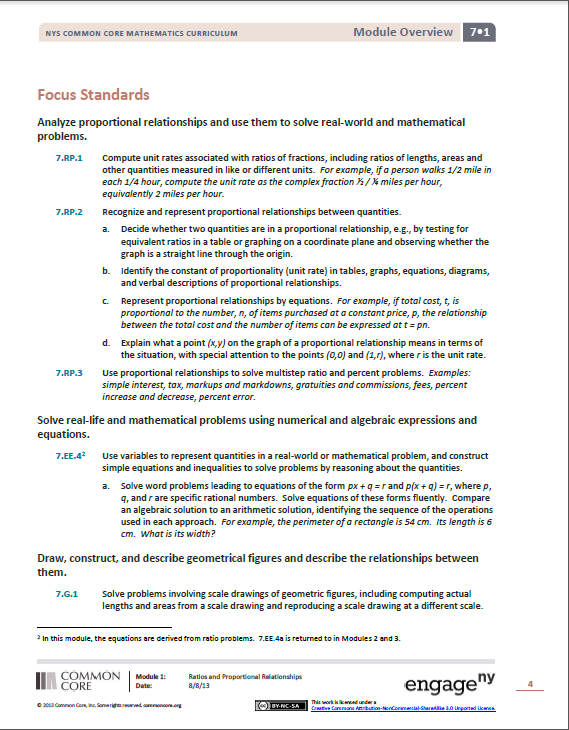 NYS COMMON CORE MATHEMATICS CURRICULUM
Module Overview
7•1
Focus Standards
Analyze proportional relationships and use them to solve real-world and mathematical
problems.
7.RP.1 Compute unit rates associated with ratios of fractions, including ratios of lengths, areas and
other quantities measured in like or different units. For example, if a person walks 1/2 mile in
each 1/4 hour, compute the unit rate as the complex fraction ½ / ¼ miles per hour,
equivalently 2 miles per hour.
7.RP.2 Recognize and represent proportional relationships between quantities.
a. Decide whether two quantities are in a proportional relationship, e.g., by testing for
equivalent ratios in a table or graphing on a coordinate plane and observing whether the
graph is a straight line through the origin.
b. Identify the constant of proportionality (unit rate) in tables, graphs, equations, diagrams,
and verbal descriptions of proportional relationships.
c. Represent proportional relationships by equations. For example, if total cost, t, is
proportional to the number, n, of items purchased at a constant price, p, the relationship
between the total cost and the number of items can be expressed at t = pn.
d. Explain what a point (x,y) on the graph of a proportional relationship means in terms of
the situation, with special attention to the points (0,0) and (1,r), where r is the unit rate.
7.RP.3 Use proportional relationships to solve multistep ratio and percent problems. Examples:
simple interest, tax, markups and markdowns, gratuities and commissions, fees, percent
increase and decrease, percent error.
Solve real-life and mathematical problems using numerical and algebraic expressions and
equations.
7.EE.4² Use variables to represent quantities in a real-world or mathematical problem, and construct
simple equations and inequalities to solve problems by reasoning about the quantities.
a. Solve word problems leading to equations of the form px + q = r and p(x + q) = r, where p,
q, and r are specific rational numbers. Solve equations of these forms fluently. Compare
an algebraic solution to an arithmetic solution, identifying the sequence of the operations
used in each approach. For example, the perimeter of a rectangle is 54 cm. Its length is 6
cm. What is its width?
Draw, construct, and describe geometrical figures and describe the relationships between
them.
7.G.1 Solve problems involving scale drawings of geometric figures, including computing actual
lengths and areas from a scale drawing and reproducing a scale drawing at a different scale.
² In this module, the equations are derived from ratio problems. 7.EE.4a is returned to in Modules 2 and 3.
COMMON
CORE
Module 1: Ratios and Proportional Relationships
Date: 8/8/13
engage ny
4
© 2013 Common Core, Inc. Some rights reserved. commoncore.org
cc BY-NC-SA
This work is licensed under a
Creative Commons Attribution-NonCommercial-ShareAlike 3.0 Unported License.